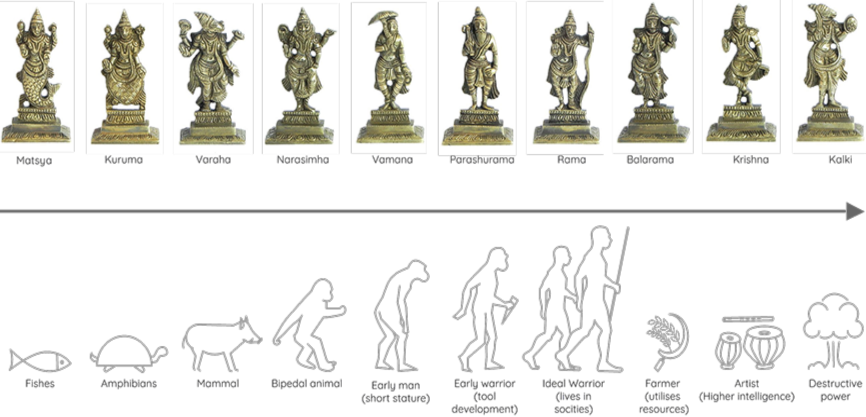 Matsya
Kuruma
Varaha
Narasimha
Vamana
Parashurama
Rama
Balarama
Krishna
Kalki
Fishes
Amphibians
Mammal
Bipedal animal
Early man
(short stature)
Early warrior
(tool
development)
Ideal Warrior
(lives in
socities)
Farmer
(utilises
resources)
Artist
(Higher intelligence)
Destructive
power